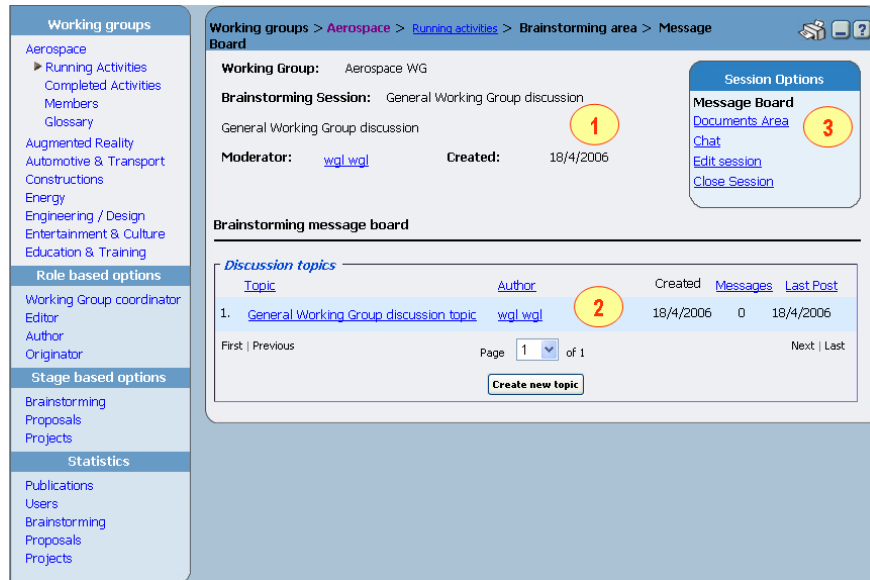 Working groups
Aerospace
Running Activities
Completed Activities
Members
Glossary
Augmented Reality
Automotive & Transport
Constructions
Energy
Engineering / Design
Entertainment & Culture
Education & Training
Role based options
Working Group coordinator
Editor
Author
Originator
Stage based options
Brainstorming
Proposals
Projects
Statistics
Publications
Users
Brainstorming
Proposals
Projects
Working groups > Aerospace > Running activities > Brainstorming area > Message
Board
?
Working Group: Aerospace WG
Brainstorming Session: General Working Group discussion
General Working Group discussion
1
Moderator: wgl wgl Created: 18/4/2006
Session Options
Message Board
Documents Area
3
Chat
Edit session
Close Session
Brainstorming message board
Discussion topics
Topic Author Created Messages Last Post
1. General Working Group discussion topic wgl wgl 2 18/4/2006 0 18/4/2006
First | Previous Page 1 of 1 Next | Last
Create new topic